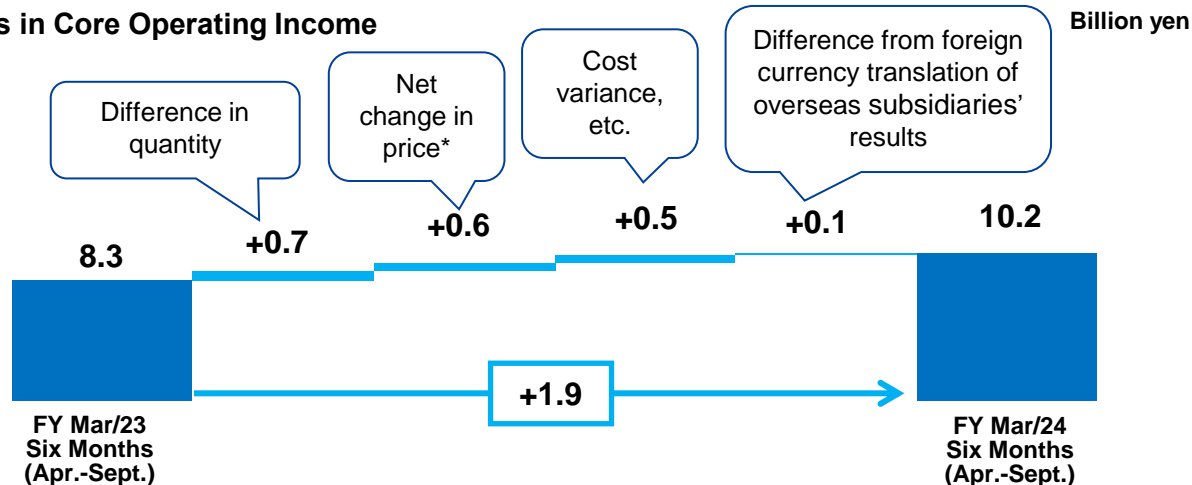 s in Core Operating Income
Billion yen
Difference in
quantity
Net
change in
price*
Cost
variance,
etc.
Difference from foreign
currency translation of
overseas subsidiaries’
results
8.3
+0.7
+0.6
+0.5
+0.1
10.2
+1.9
FY Mar/23
Six Months
(Apr.-Sept.)
FY Mar/24
Six Months
(Apr.-Sept.)